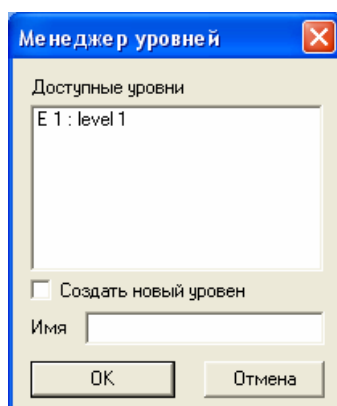 Менеджер уровней
Доступные уровни
E 1 : level 1
Создать новый уровен
Имя
OK
Отмена